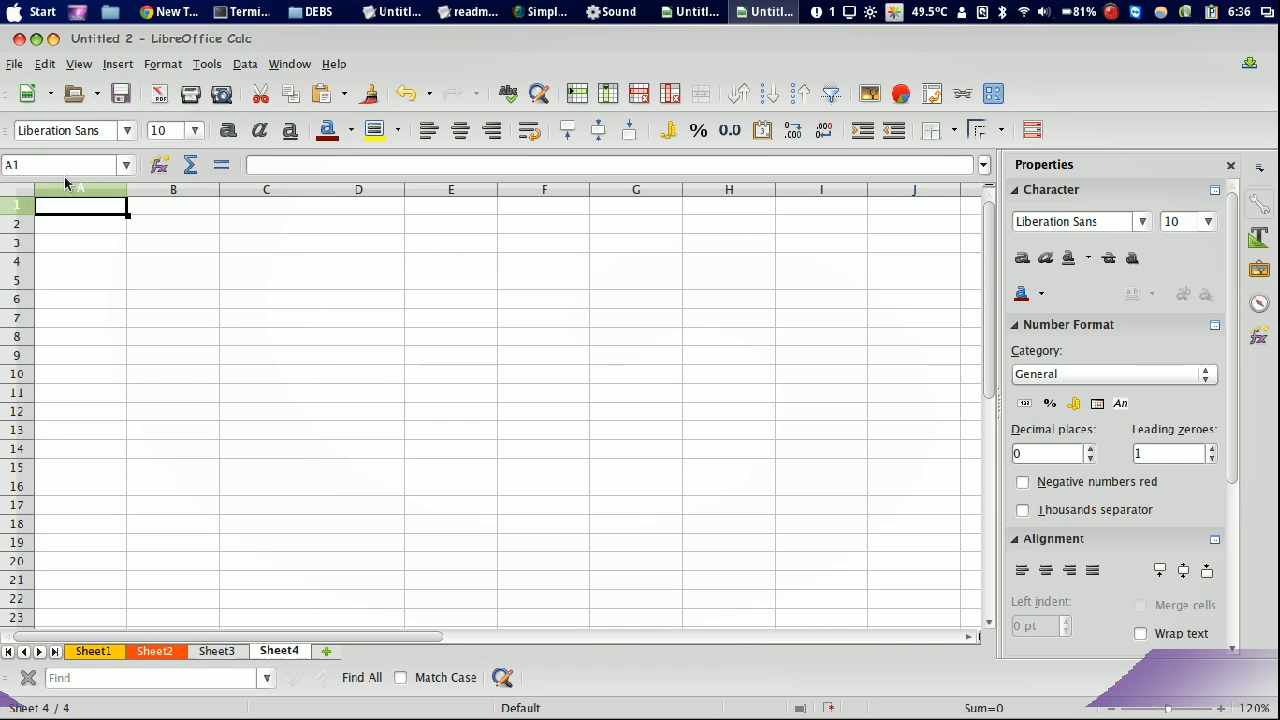 Start New T... Termi... DEBS Untitl... readm... Simpl... Sound Untitl... Untitl... 1 49.5°C 81% 6:36
Untitled 2 - LibreOffice Calc
File Edit View Insert Format Tools Data Window Help
Liberation Sans 10
A1
A B C D E F G H I J
1
2
3
4
5
6
7
8
9
10
11
12
13
14
15
16
17
18
19
20
21
22
23
Properties
Character
Liberation Sans 10
Number Format
Category:
General
Decimal places: Leading zeroes:
0 1
Negative numbers red
Thousands separator
Alignment
Left indent: Merge cells
0 pt Wrap text
Sheet1 Sheet2 Sheet3 Sheet4
Find Find All Match Case
Sheet 4 / 4 Default Sum=0 120%